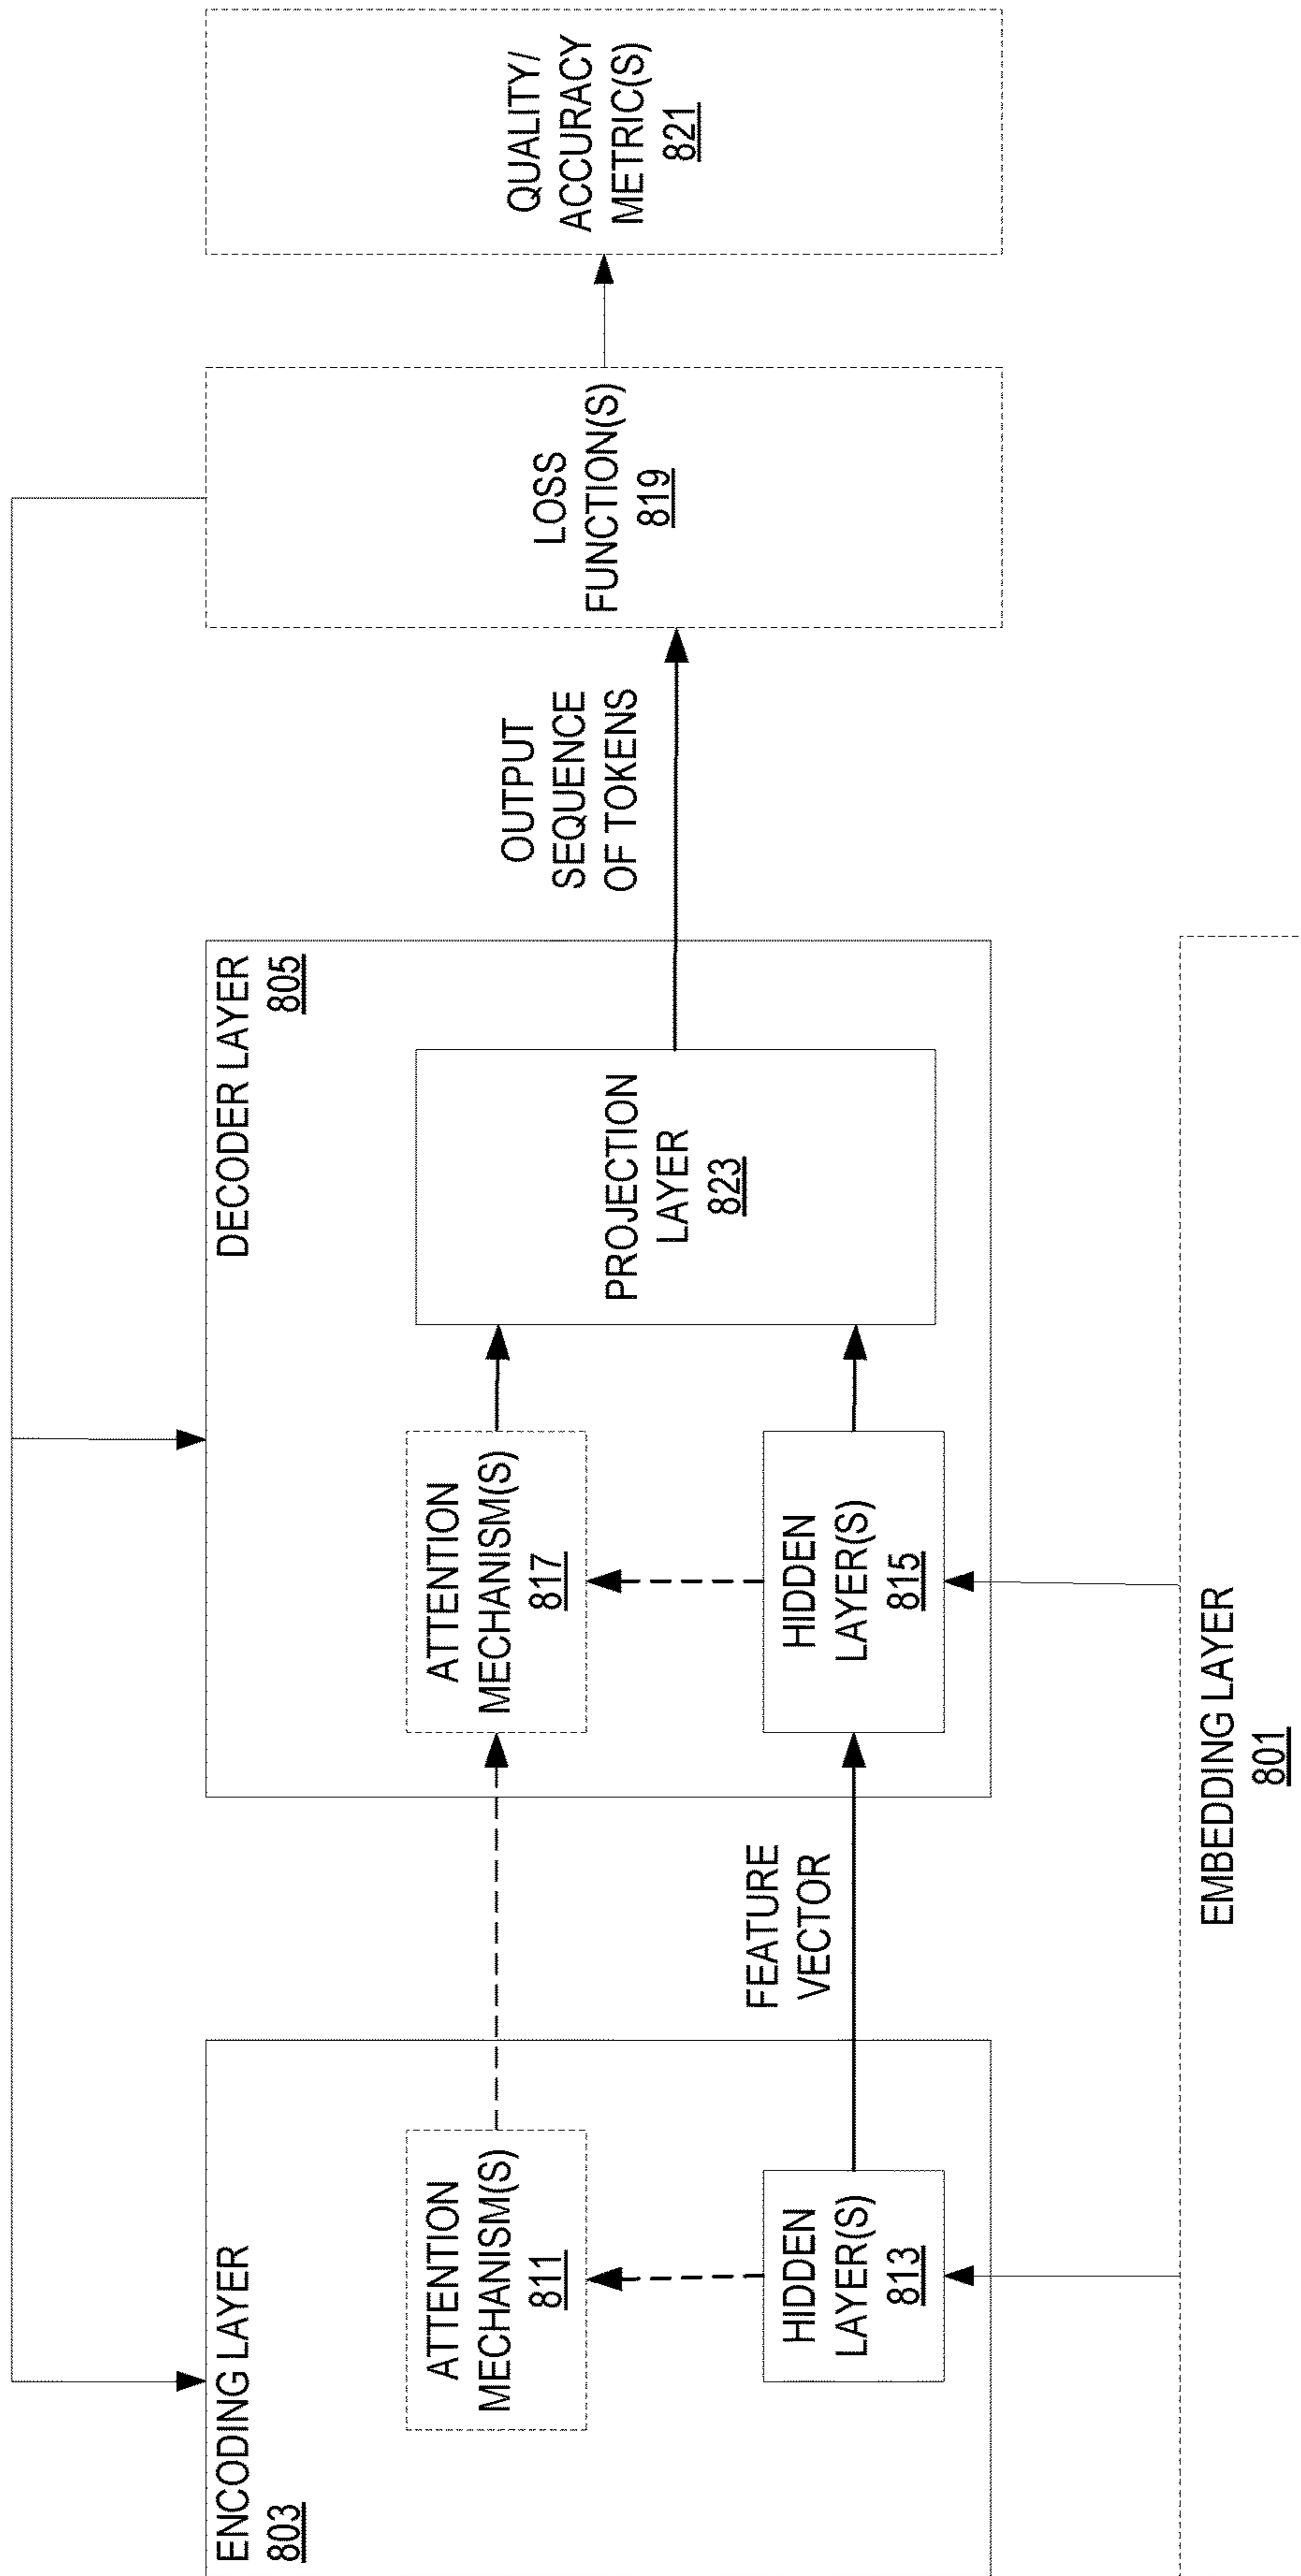 ENCODING LAYER
803
ATTENTION
MECHANISM(S)
811
HIDDEN
LAYER(S)
813
FEATURE
VECTOR
DECODER LAYER
805
ATTENTION
MECHANISM(S)
817
HIDDEN
LAYER(S)
815
PROJECTION
LAYER
823
OUTPUT
SEQUENCE
OF TOKENS
LOSS
FUNCTION(S)
819
QUALITY/
ACCURACY
METRIC(S)
821
EMBEDDING LAYER
801